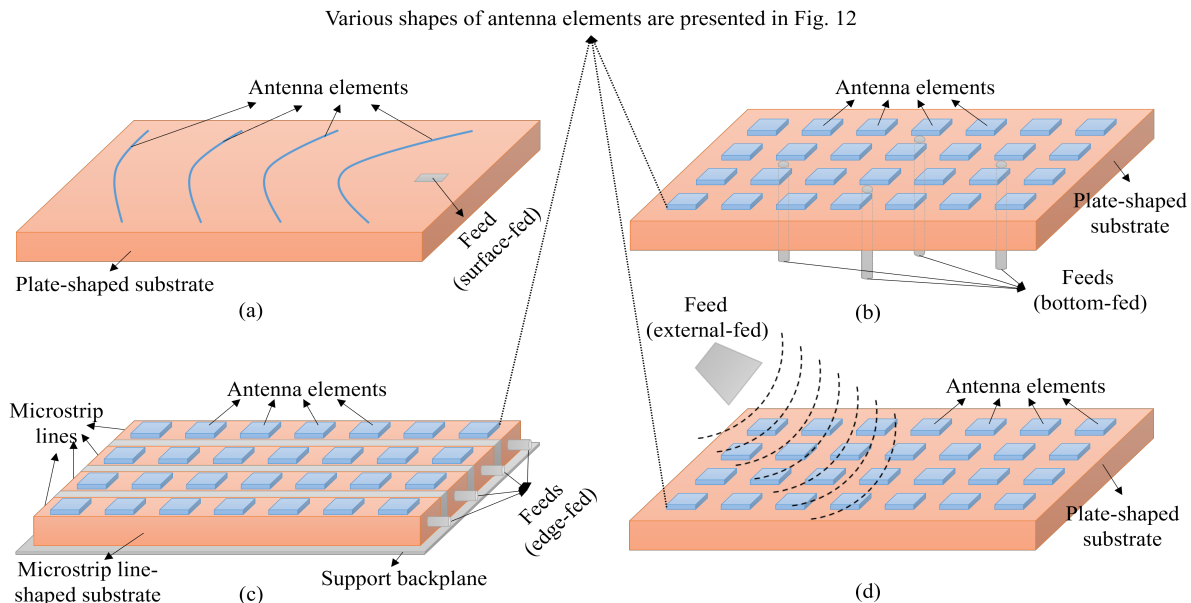 Various shapes of antenna elements are presented in Fig. 12
Antenna elements
Feed
(surface-fed)
Plate-shaped substrate
(a)
Antenna elements
Plate-shaped
substrate
Feeds
(bottom-fed)
(b)
Microstrip
lines
Antenna elements
Feeds
(edge-fed)
Microstrip line-
shaped substrate
Support backplane
(c)
Feed
(external-fed)
Antenna elements
Plate-shaped
substrate
(d)